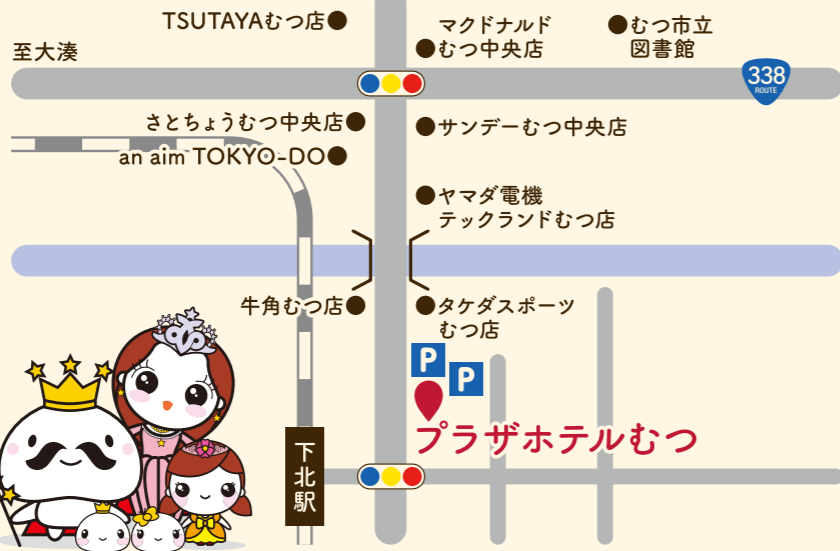 TSUTAYAむつ店
マクドナルド
むつ中央店
むつ市立
図書館
至大湊
338
ROUTE
さとちょうむつ中央店
サンデーむつ中央店
an aim TOKYO-DO
ヤマダ電機
テックランドむつ店
牛角むつ店
タケダスポーツ
むつ店
P
P
プラザホテルむつ
下北駅